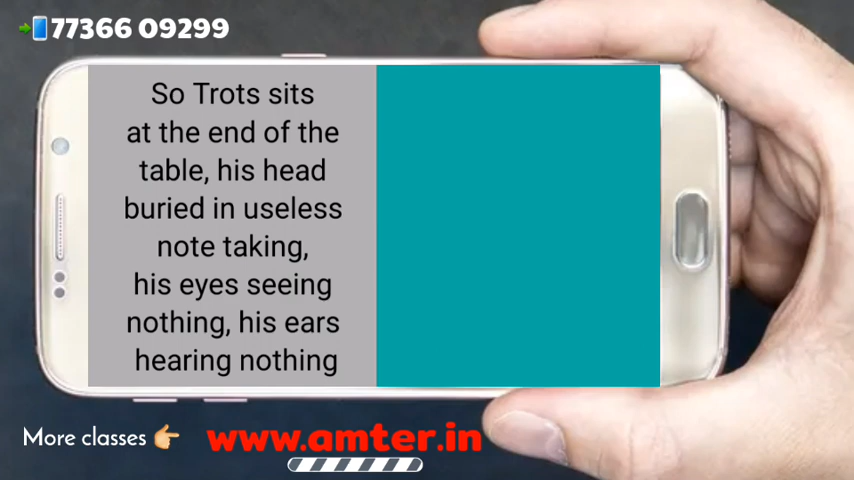 77366 09299
So Trots sits
at the end of the
table, his head
buried in useless
note taking,
his eyes seeing
nothing, his ears
hearing nothing
More classes
www.amter.in